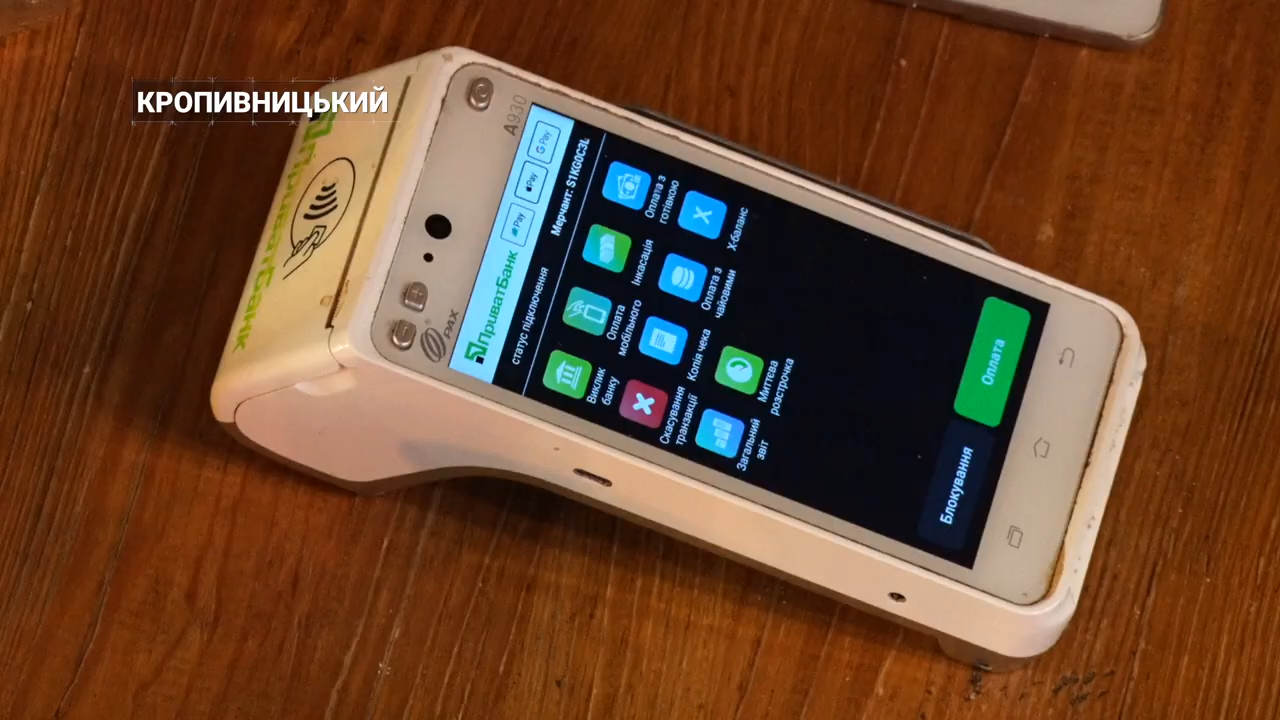 КРОПИВНИЦЬКИЙ
ПриватБанк
A930
PAX
ПриватБанк
Pay
Pay
G Pay
статус підключення
Мерчант: S1KG0C3L
Виклик банку
Оплата мобільного
Інкасація
Оплата з готівкою
Скасування транзакції
Копія чека
Оплата з чайовими
X-баланс
Загальний звіт
Миттєва розстрочка
Блокування
Оплата